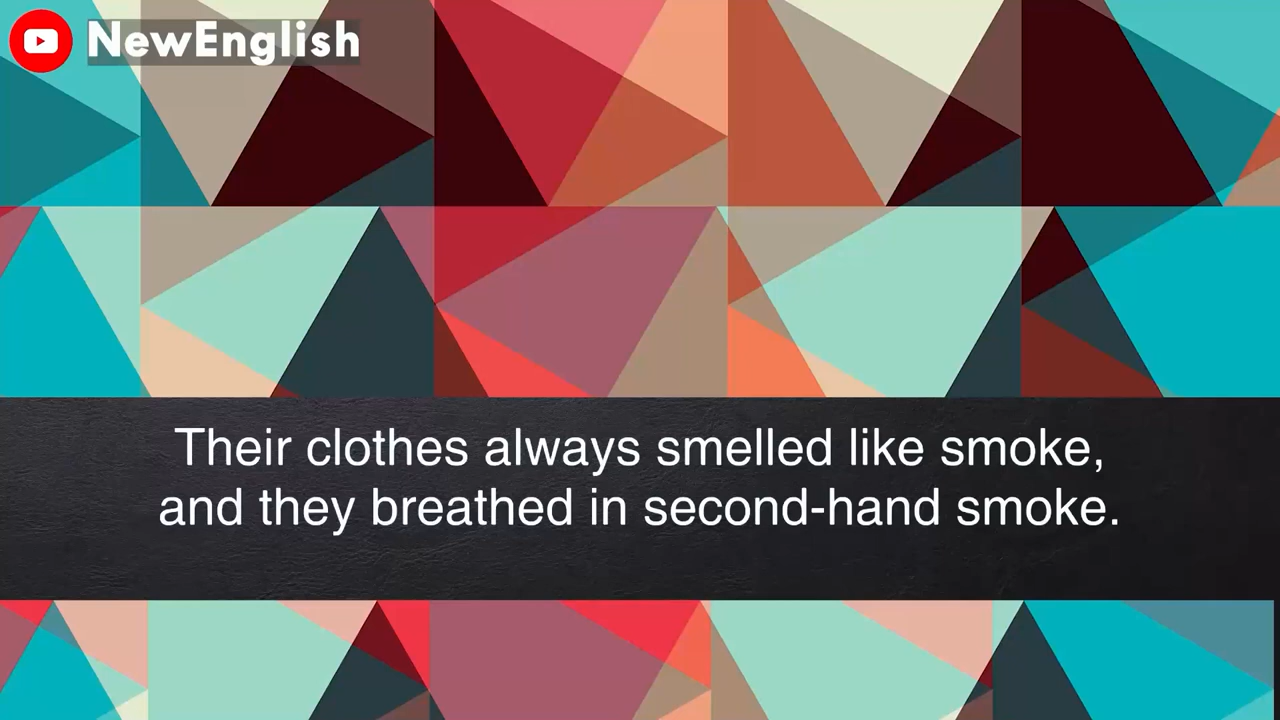 NewEnglish
Their clothes always smelled like smoke,
and they breathed in second-hand smoke.